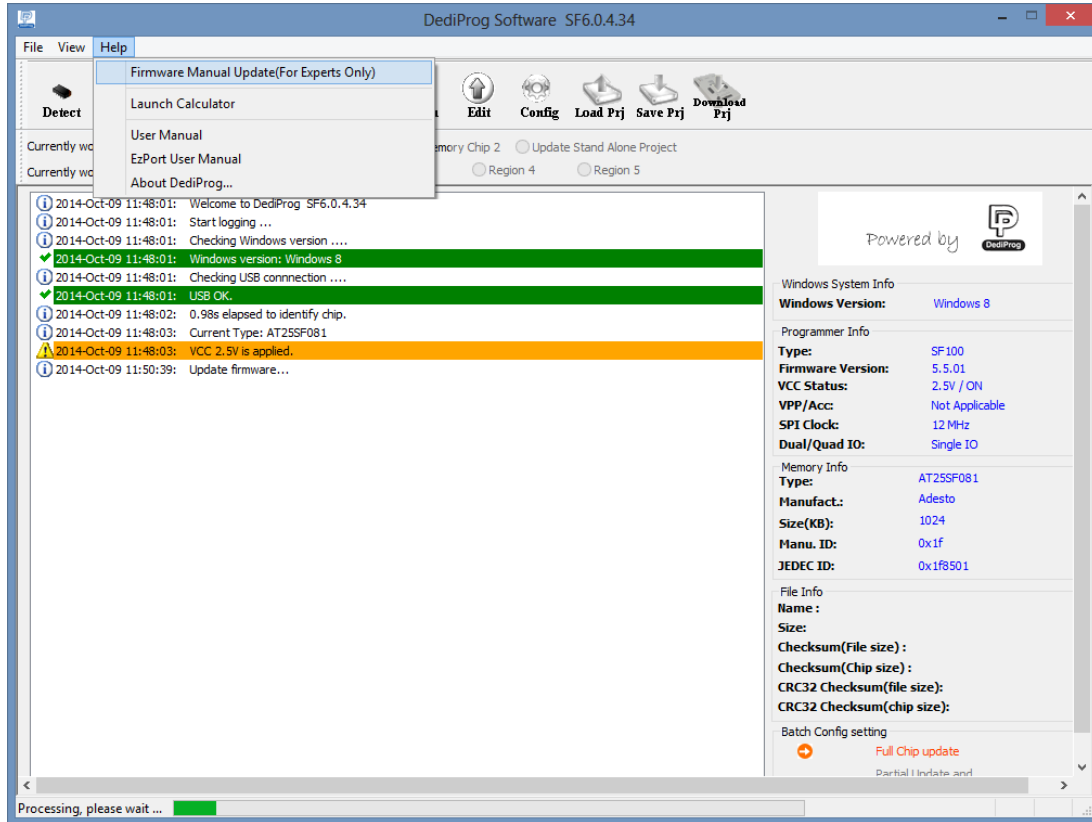 DediProg Software SF6.0.4.34
File View Help
Firmware Manual Update(For Experts Only)
Launch Calculator
User Manual
EzPort User Manual
About DediProg...
Detect
Edit
Config
Load Prj
Save Prj
Download Prj
Currently wo
emory Chip 2
Update Stand Alone Project
Currently wo
Region 4
Region 5
2014-Oct-09 11:48:01: Welcome to DediProg SF6.0.4.34
2014-Oct-09 11:48:01: Start logging ...
2014-Oct-09 11:48:01: Checking Windows version ....
2014-Oct-09 11:48:01: Windows version: Windows 8
2014-Oct-09 11:48:01: Checking USB connnection ....
2014-Oct-09 11:48:01: USB OK.
2014-Oct-09 11:48:02: 0.98s elapsed to identify chip.
2014-Oct-09 11:48:03: Current Type: AT25SF081
2014-Oct-09 11:48:03: VCC 2.5V is applied.
2014-Oct-09 11:50:39: Update firmware...
Powered by DediProg
Windows System Info
Windows Version: Windows 8
Programmer Info
Type: SF100
Firmware Version: 5.5.01
VCC Status: 2.5V / ON
VPP/Acc: Not Applicable
SPI Clock: 12 MHz
Dual/Quad IO: Single IO
Memory Info
Type: AT25SF081
Manufact.: Adesto
Size(KB): 1024
Manu. ID: 0x1f
JEDEC ID: 0x1f8501
File Info
Name :
Size:
Checksum(File size) :
Checksum(Chip size) :
CRC32 Checksum(file size):
CRC32 Checksum(chip size):
Batch Config setting
Full Chip update
Partial Update and
Processing, please wait ...